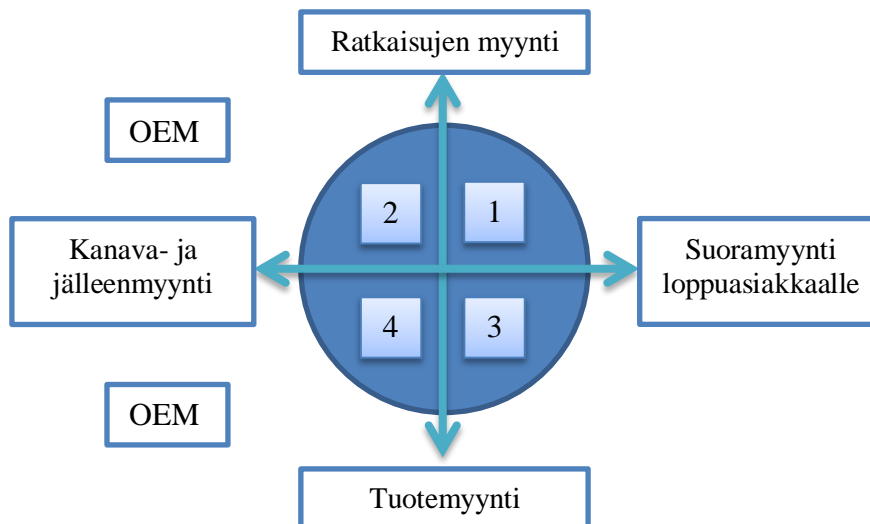 Ratkaisujen myynti
OEM
2
1
Kanava- ja
jälleenmyynti
Suoramyynti
loppuasiakkaalle
4
3
OEM
Tuotemyynti